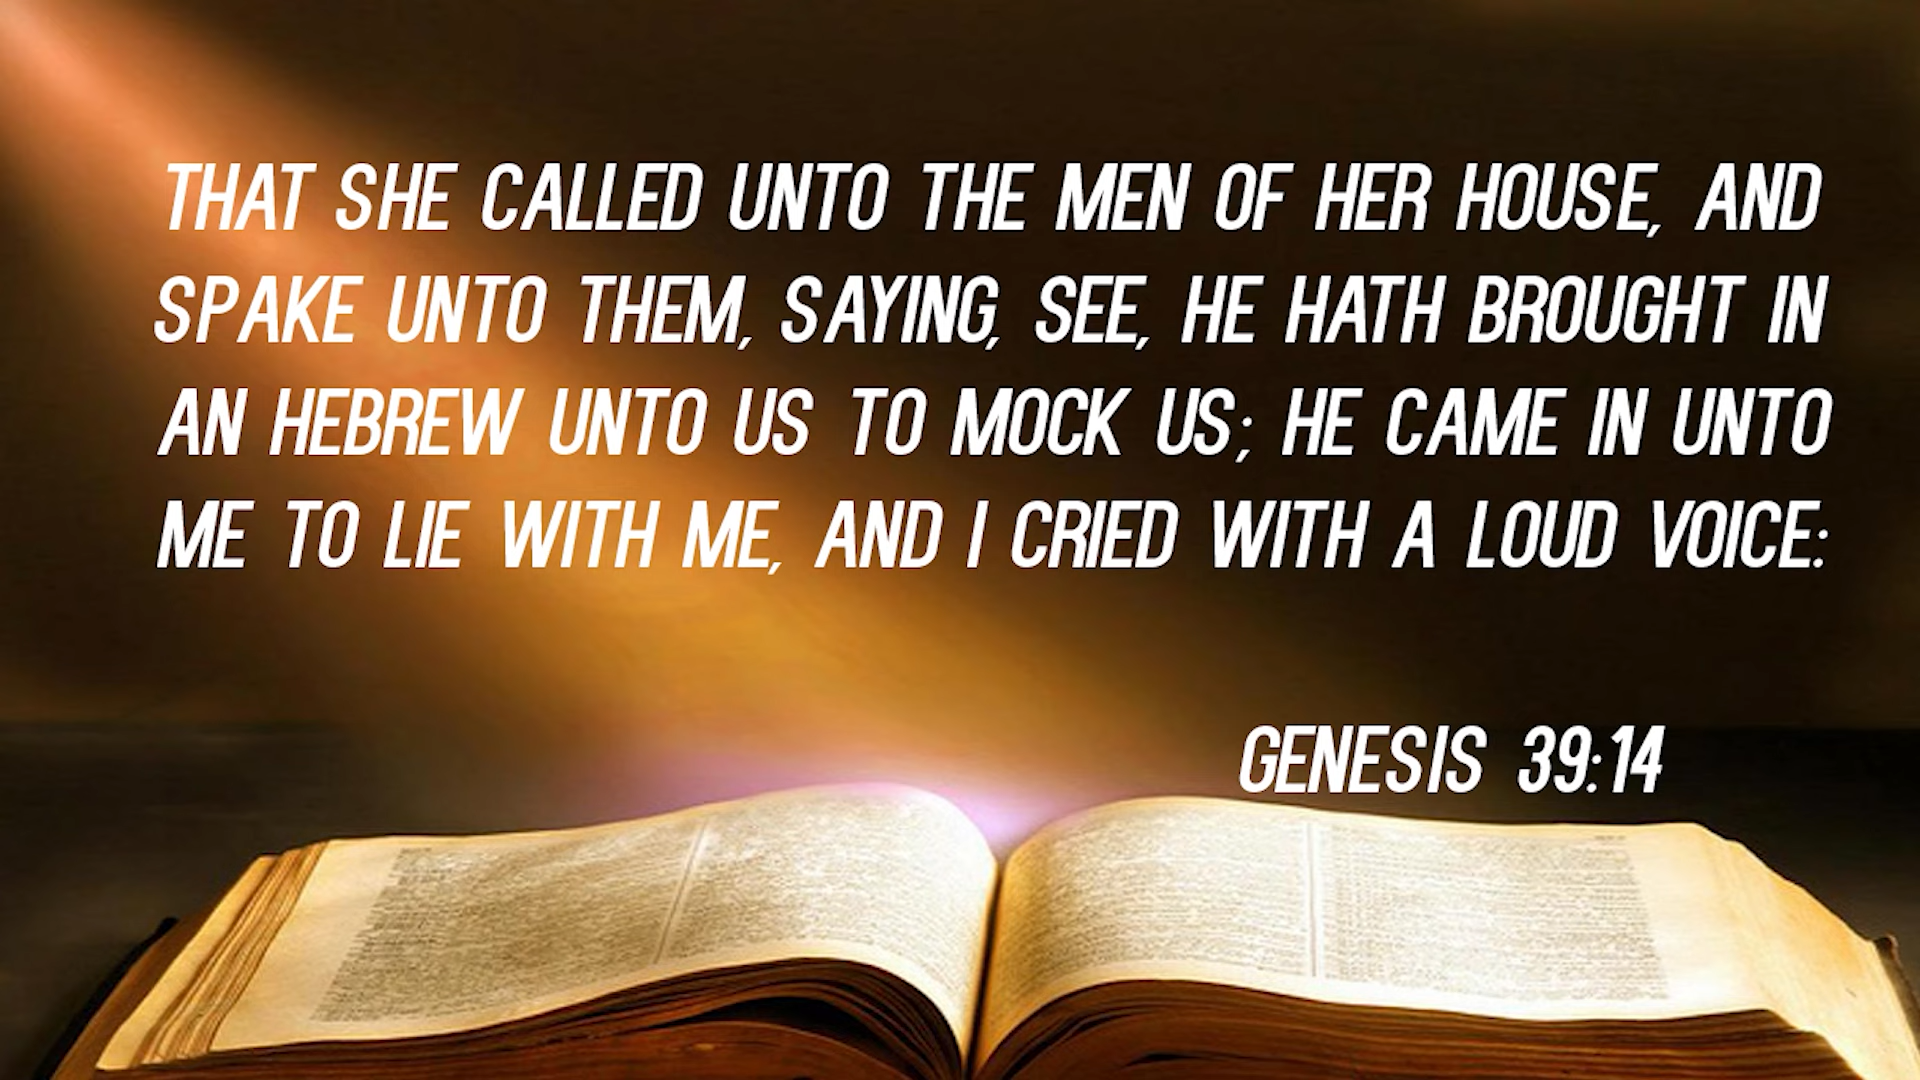 THAT SHE CALLED UNTO THE MEN OF HER HOUSE, AND
SPAKE UNTO THEM, SAYING, SEE, HE HATH BROUGHT IN
AN HEBREW UNTO US TO MOCK US; HE CAME IN UNTO
ME TO LIE WITH ME, AND I CRIED WITH A LOUD VOICE:
GENESIS 39:14